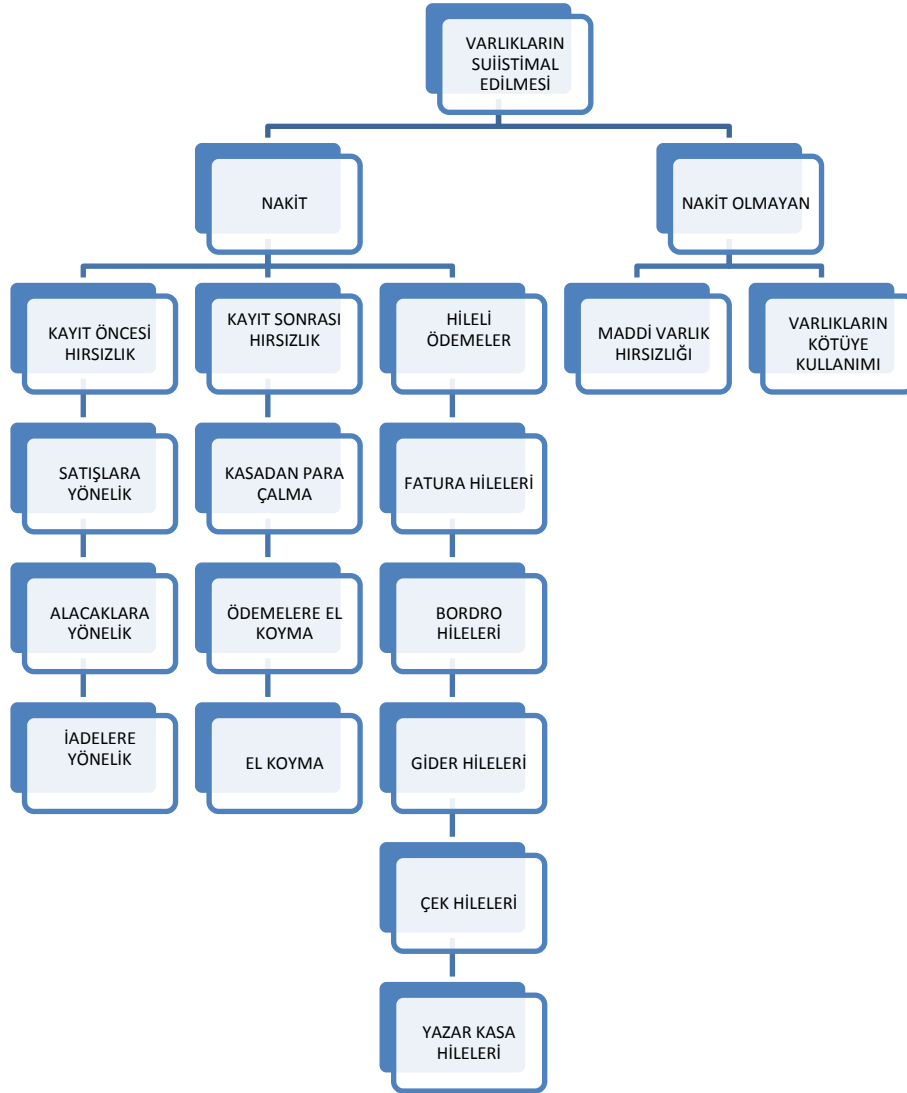 VARLIKLARIN
SUİİSTİMAL
EDİLMESİ
NAKİT
NAKİT OLMAYAN
KAYIT ÖNCESİ
HIRSIZLIK
KAYIT SONRASI
HIRSIZLIK
HİLELİ
ÖDEMELER
MADDİ VARLIK
HIRSIZLIĞI
VARLIKLARIN
KÖTÜYE
KULLANIMI
SATIŞLARA
YÖNELİK
KASADAN PARA
ÇALMA
FATURA HİLELERİ
ALACAKLARA
YÖNELİK
ÖDEMELERE EL
KOYMA
BORDRO
HİLELERİ
İADELERE
YÖNELİK
EL KOYMA
GİDER HİLELERİ
ÇEK HİLELERİ
YAZAR KASA
HİLELERİ